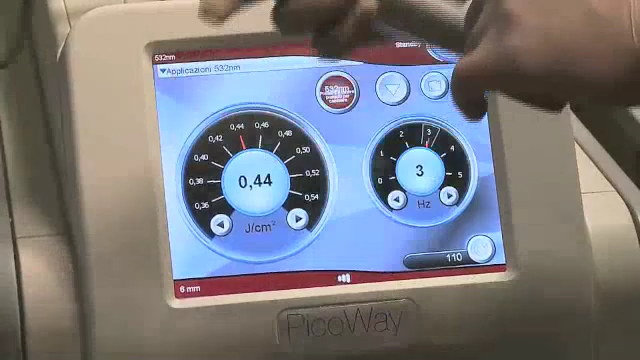 532nm
Standby
Applicazioni 532nm
532nm
0,36
0,38
0,40
0,42
0,44
0,46
0,48
0,50
0,52
0,54
0,44
J/cm²
0
1
2
3
4
5
3
Hz
110
6 mm
PicoWay